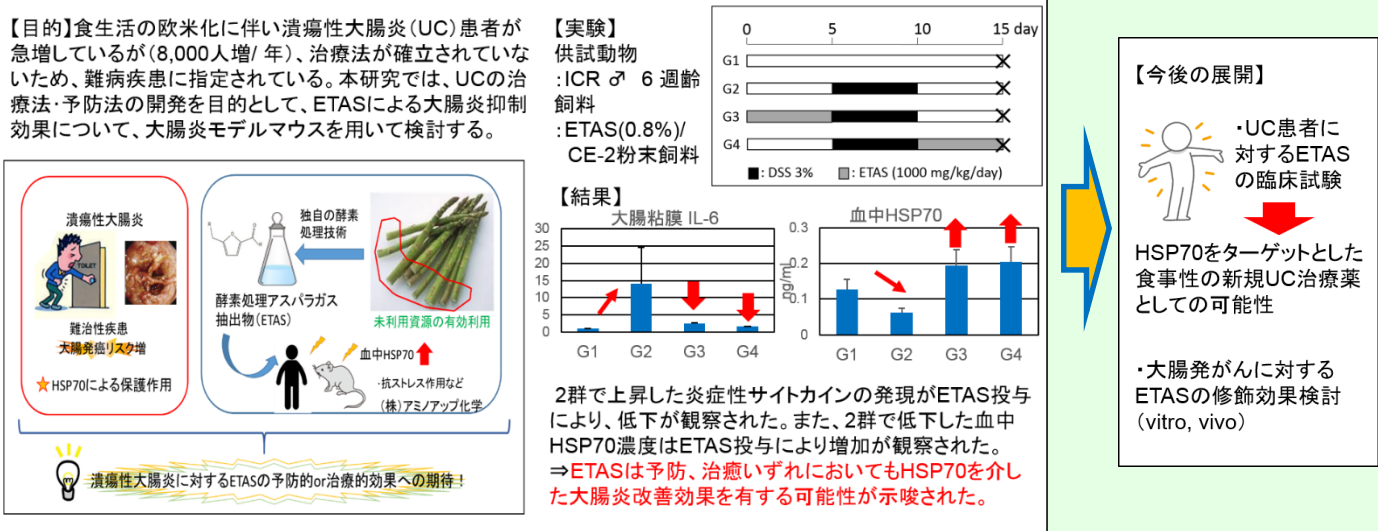 【目的】食生活の欧米化に伴い潰瘍性大腸炎（UC）患者が
急増しているが（8,000人増/ 年）、治療法が確立されていな
いため、難病疾患に指定されている。本研究では、UCの治
療法・予防法の開発を目的として、ETASによる大腸炎抑制
効果について、大腸炎モデルマウスを用いて検討する。
潰瘍性大腸炎
TOILET
難治性疾患
大腸発癌リスク増
HSP70による保護作用
独自の酵素
処理技術
酵素処理アスパラガス
抽出物（ETAS）
未利用資源の有効利用
血中HSP70
・抗ストレス作用など
（株）アミノアップ化学
潰瘍性大腸炎に対するETASの予防的or治療的効果への期待！
【実験】
供試動物
：ICR ♂ 6 週齢
飼料
：ETAS(0.8%)/
CE-2粉末飼料
0 5 10 15 day
G1
G2
G3
G4
■: DSS 3% ■: ETAS (1000 mg/kg/day)
【結果】
大腸粘膜 IL-6
30
25
20
15
10
5
0
G1 G2 G3 G4
血中HSP70
pg/mL
0.3
0.2
0.1
0
G1 G2 G3 G4
2群で上昇した炎症性サイトカインの発現がETAS投与
により、低下が観察された。また、2群で低下した血中
HSP70濃度はETAS投与により増加が観察された。
⇒ETASは予防、治癒いずれにおいてもHSP70を介し
た大腸炎改善効果を有する可能性が示唆された。
【今後の展開】
・UC患者に
対するETAS
の臨床試験
HSP70をターゲットとした
食事性の新規UC治療薬
としての可能性
・大腸発がんに対する
ETASの修飾効果検討
（vitro, vivo）